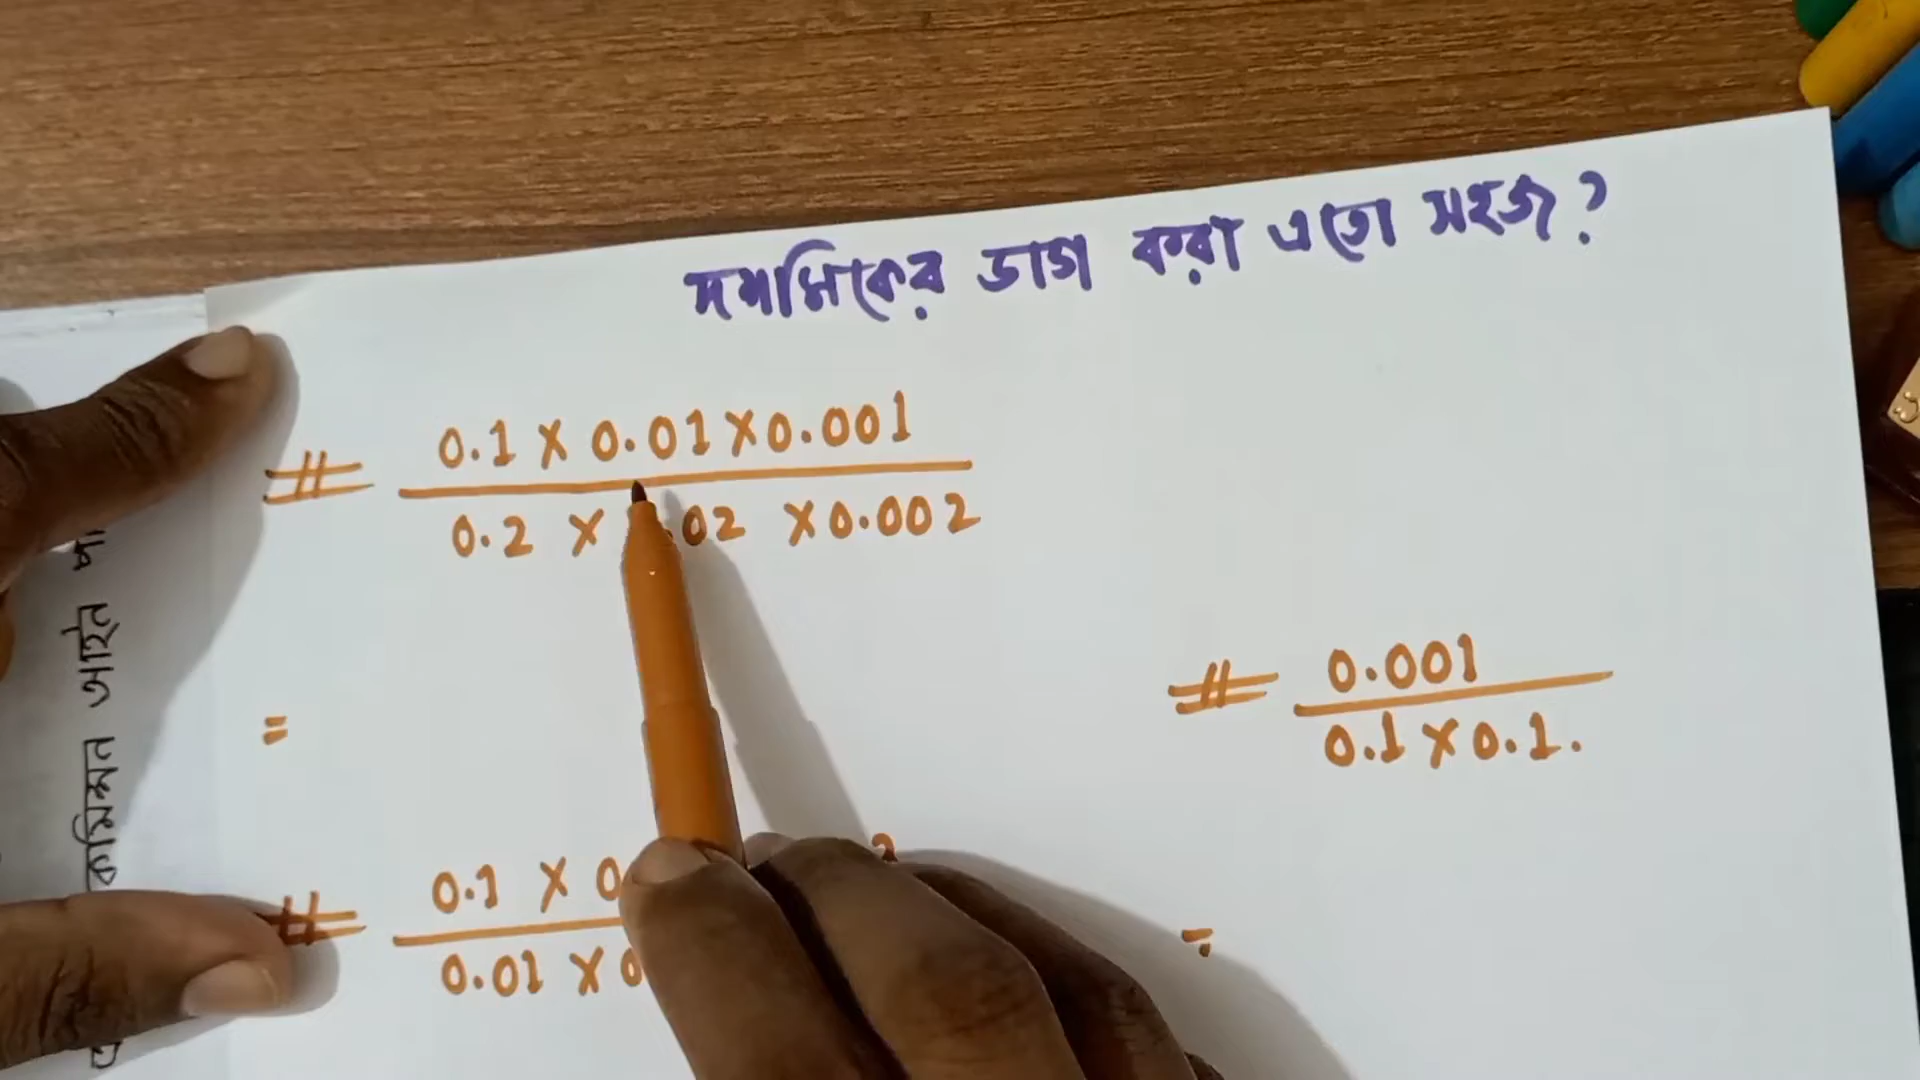 দশমিকের ভাগ করা এতো সহজ?
0.1 × 0.01 × 0.001
0.2 × .02 × 0.002
=
0.001
0.1 × 0.1.
0.1 × 0
0.01 × 0
=